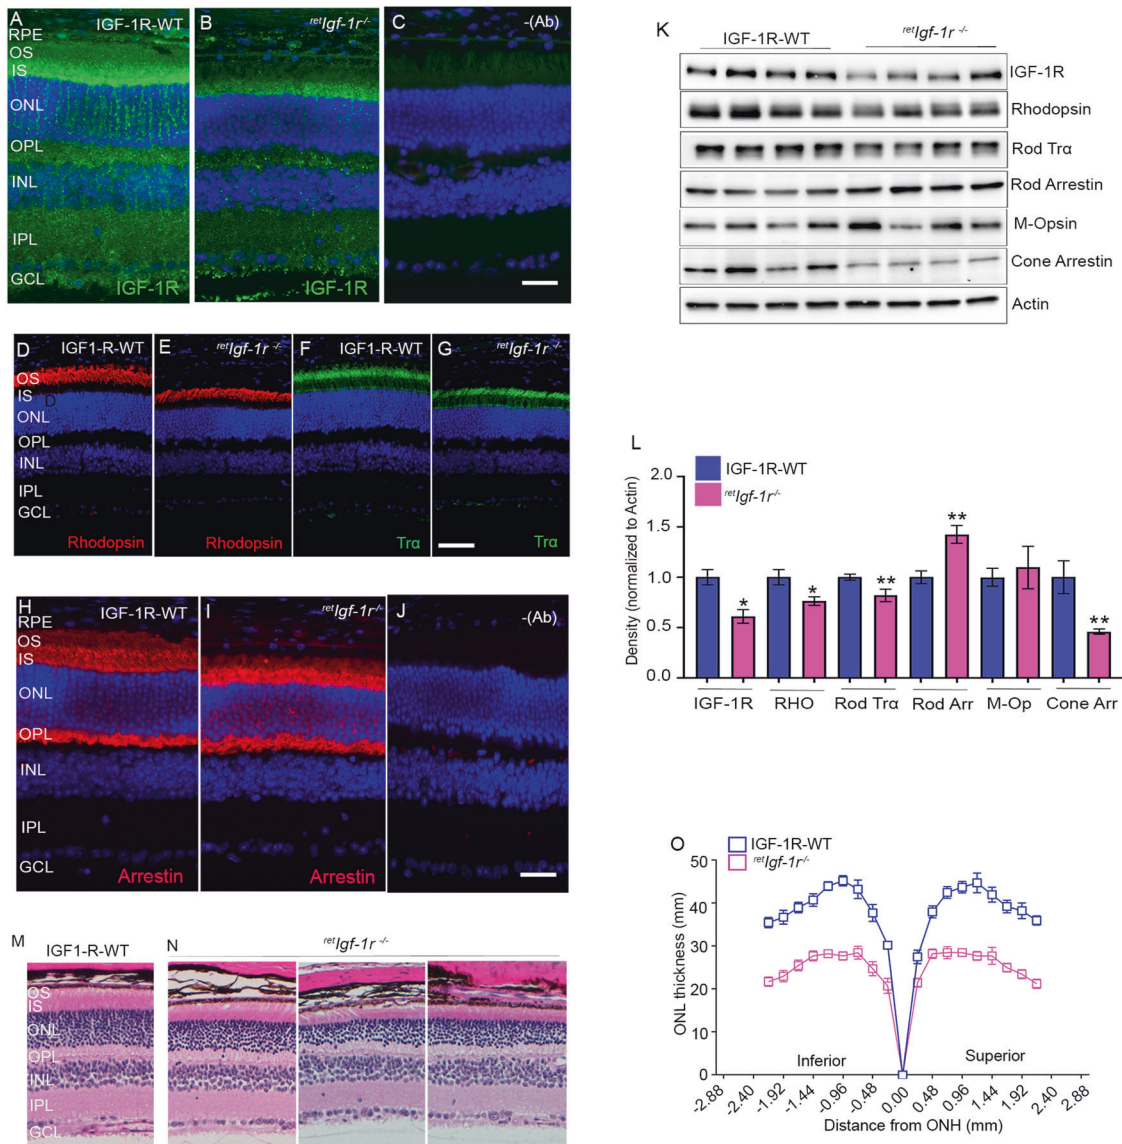 A IGF-1R-WT
RPE
OS
IS
ONL
OPL
INL
IPL
GCL
IGF-1R
B retIgf-1r-/-
IGF-1R
C -(Ab)
D IGF1-R-WT
OS
IS
D
ONL
OPL
INL
IPL
GCL
Rhodopsin
E retIgf-1r -/-
Rhodopsin
F IGF1-R-WT
Trα
G retIgf-1r -/-
Trα
H IGF-1R-WT
RPE
OS
IS
ONL
OPL
INL
IPL
GCL
Arrestin
I retIgf-1r/-
Arrestin
J -(Ab)
M IGF1-R-WT
OS
IS
ONL
OPL
INL
IPL
GCL
N retIgf-1r -/-
K IGF-1R-WT retIgf-1r -/-
IGF-1R
Rhodopsin
Rod Trα
Rod Arrestin
M-Opsin
Cone Arrestin
Actin
L
IGF-1R-WT
retIgf-1r-/-
Density (normalized to Actin)
2.0
1.5
1.0
0.5
0.0
* * ** ** **
IGF-1R RHO Rod Trα Rod Arr M-Op Cone Arr
O
IGF-1R-WT
retIgf-1r-/-
ONL thickness (mm)
50
40
30
20
10
0
Inferior Superior
-2.88 -2.40 -1.92 -1.44 -0.96 -0.48 0.00 0.48 0.96 1.44 1.92 2.40 2.88
Distance from ONH (mm)